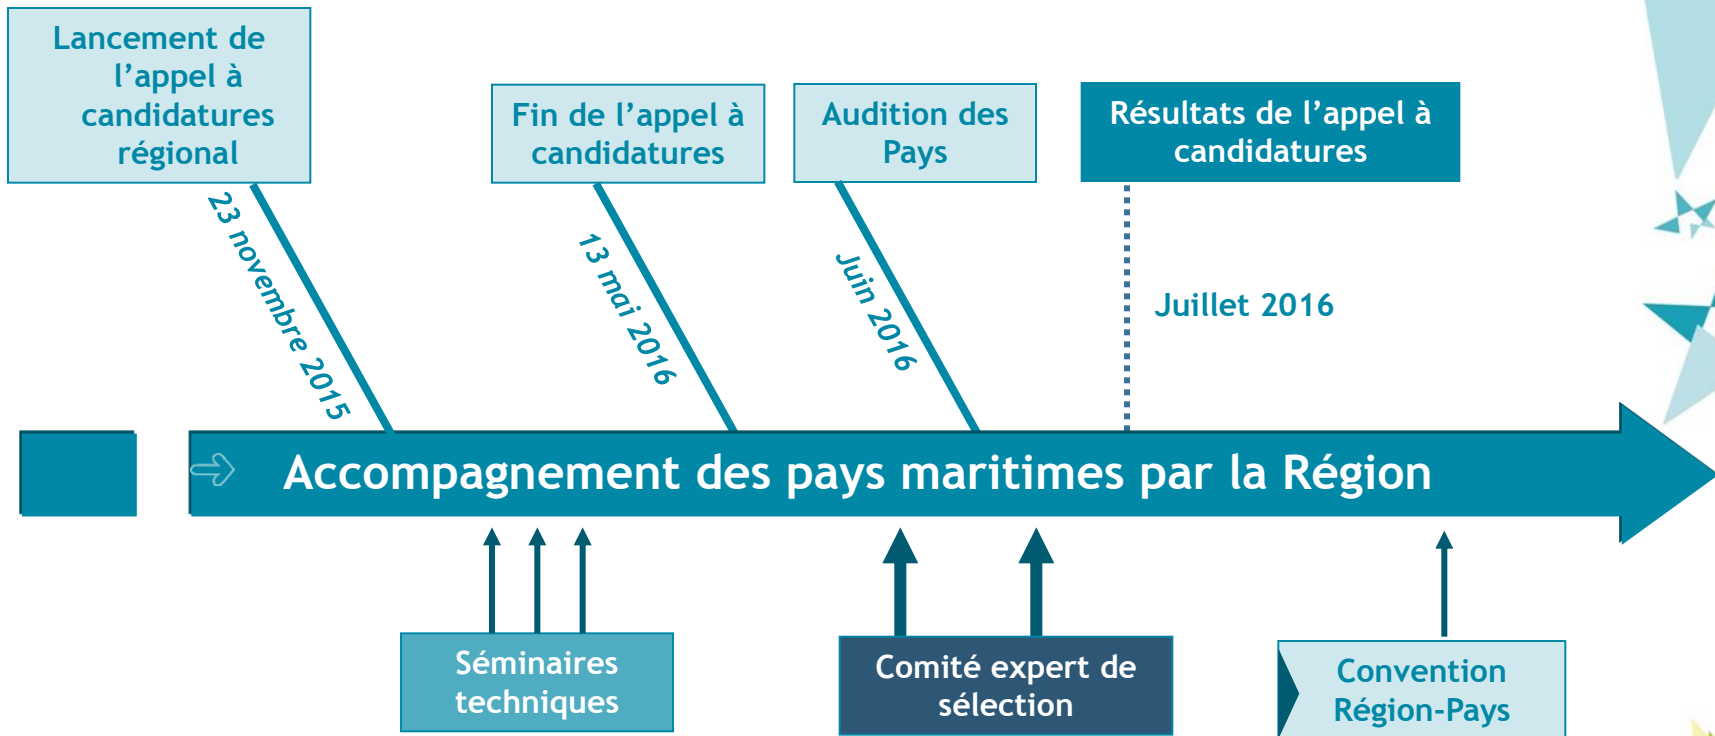 Lancement de
l’appel à
candidatures
régional
Fin de l’appel à
candidatures
Audition des
Pays
Résultats de l’appel à
candidatures
23 novembre 2015
13 mai 2016
Juin 2016
Juillet 2016
Accompagnement des pays maritimes par la Région
Séminaires
techniques
Comité expert de
sélection
Convention
Région-Pays